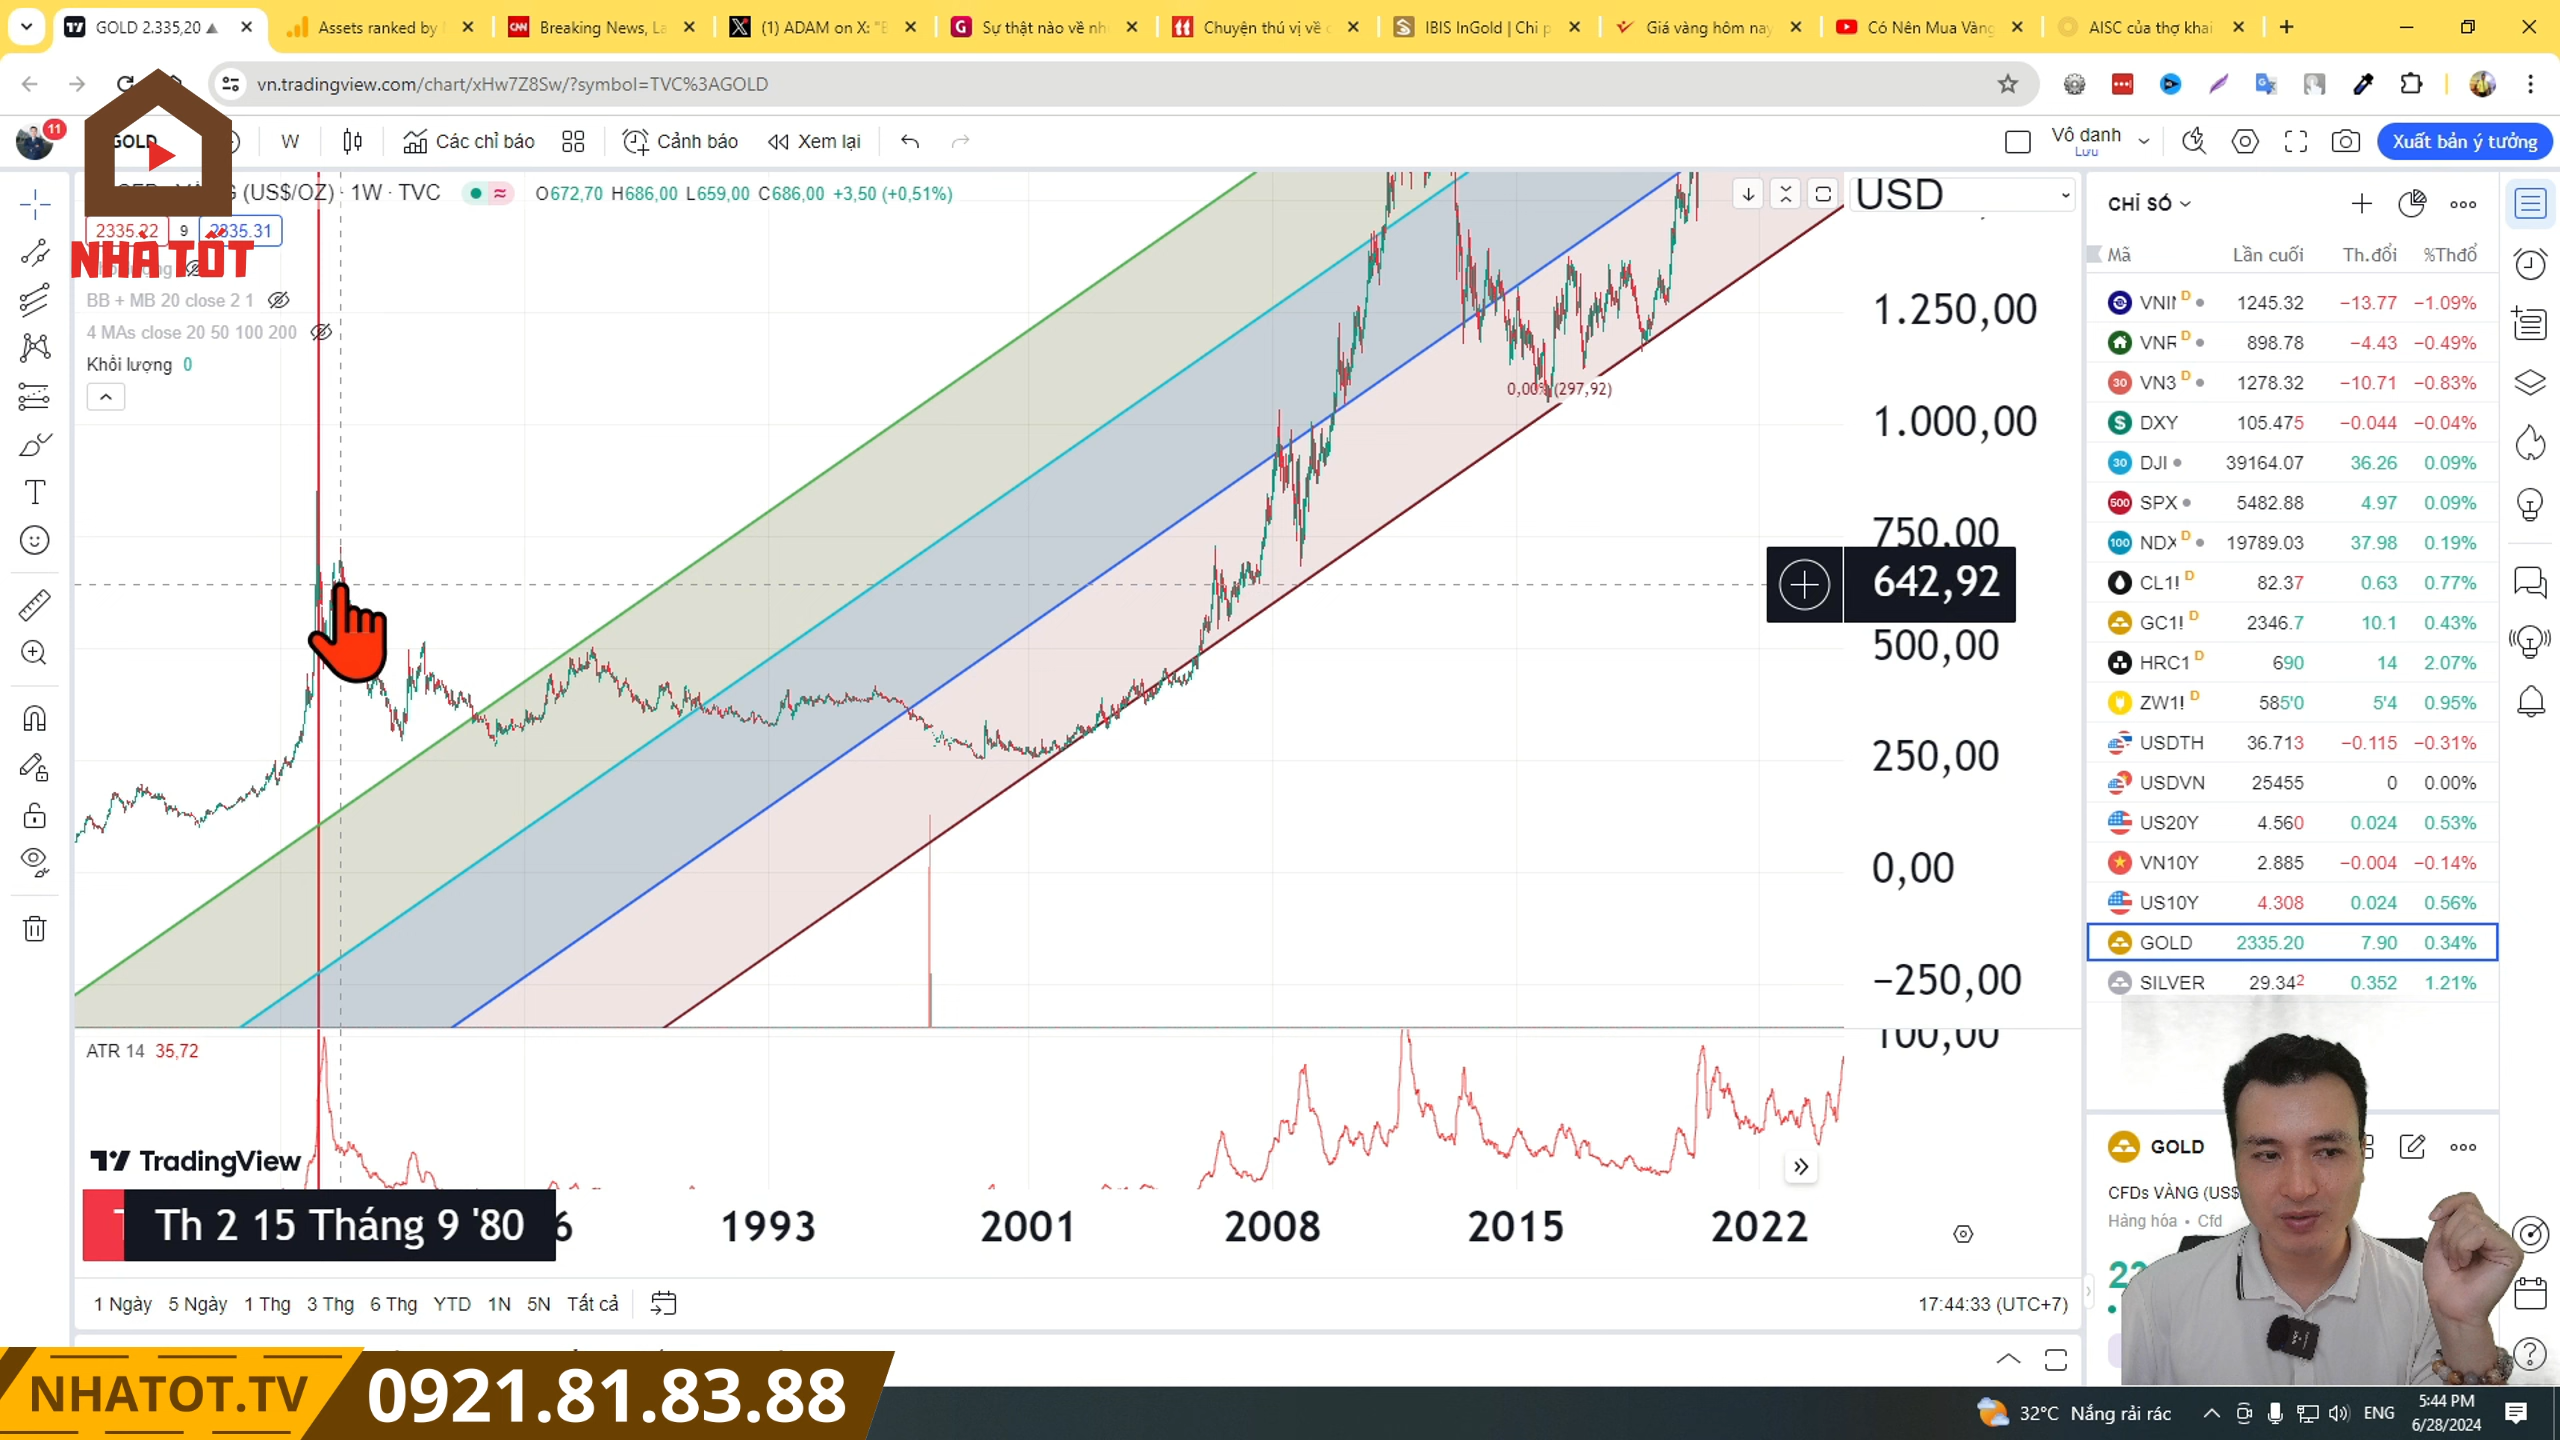 GOLD 2.335,20 ▲
Assets ranked by
CNN Breaking News, La
(1) ADAM on X: "B
Sự thật nào về nh
Chuyện thú vị về
IBIS InGold | Chi p
Giá vàng hôm nay
Có Nên Mua Vàng
AISC của thợ khai
vn.tradingview.com/chart/xHw7Z8Sw/?symbol=TVC%3AGOLD
11
GOLD
W
Các chỉ báo
Cảnh báo
Xem lại
Vô danh
Lưu
Xuất bản ý tưởng
(US$/OZ) · 1W · TVC
O672,70 H686,00 L659,00 C686,00 +3,50 (+0,51%)
USD
2335.22 9 2335.31
NHÀ TỐT
BB + MB 20 close 2 1
4 MAs close 20 50 100 200
Khối lượng 0
1.250,00
1.000,00
750,00
642,92
500,00
250,00
0,00
−250,00
100,00
0,00% (297,92)
ATR 14 35,72
TradingView
Th 2 15 Tháng 9 '80
6
1993
2001
2008
2015
2022
1 Ngày 5 Ngày 1 Thg 3 Thg 6 Thg YTD 1N 5N Tất cả
17:44:33 (UTC+7)
CHỈ SỐ
Mã Lần cuối Th.đổi %Thđổ
VNI D 1245.32 −13.77 −1.09%
VNR D 898.78 −4.43 −0.49%
30 VN3 D 1278.32 −10.71 −0.83%
$ DXY 105.475 −0.044 −0.04%
30 DJI 39164.07 36.26 0.09%
500 SPX 5482.88 4.97 0.09%
100 NDX D 19789.03 37.98 0.19%
CL1! D 82.37 0.63 0.77%
GC1! D 2346.7 10.1 0.43%
HRC1 D 690 14 2.07%
ZW1! D 585'0 5'4 0.95%
USDTH 36.713 −0.115 −0.31%
USDVN 25455 0 0.00%
US20Y 4.560 0.024 0.53%
VN10Y 2.885 −0.004 −0.14%
US10Y 4.308 0.024 0.56%
GOLD 2335.20 7.90 0.34%
SILVER 29.342 0.352 1.21%
GOLD
CFDs VÀNG (US$
Hàng hóa • Cfd
NHATOT.TV
0921.81.83.88
32°C Nắng rải rác
ENG
5:44 PM
6/28/2024